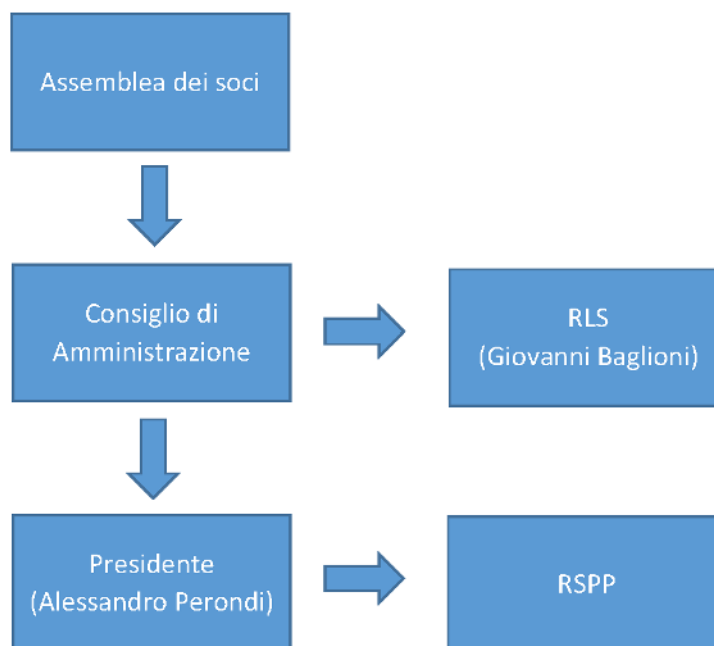 Assemblea dei soci
Consiglio di
Amministrazione
RLS
(Giovanni Baglioni)
Presidente
(Alessandro Perondi)
RSPP